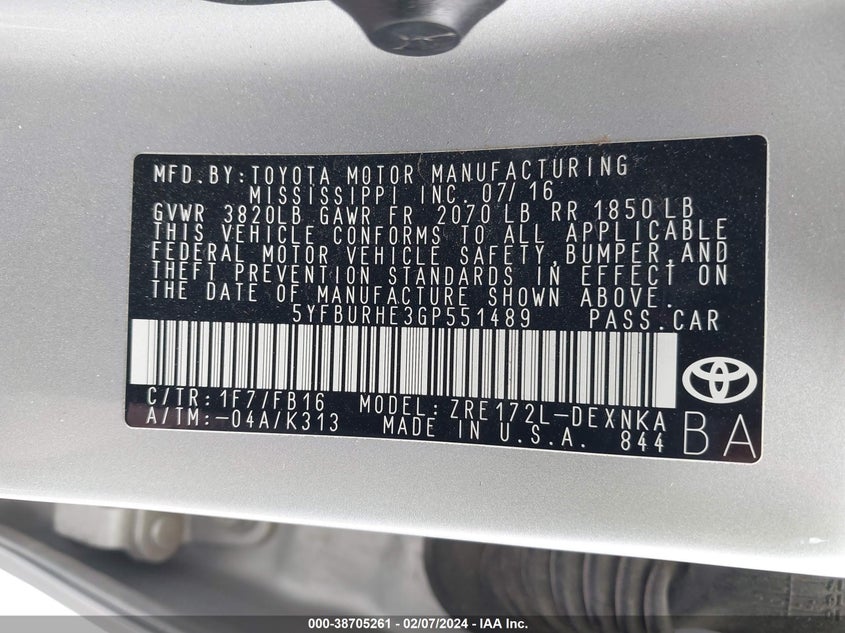 MFD.BY:TOYOTA MOTOR MANUFACTURING
MISSISSIPPI INC. 07/16
GVWR 3820LB GAWR FR 2070LB RR 1850LB
THIS VEHICLE CONFORMS TO ALL APPLICABLE
FEDERAL MOTOR VEHICLE SAFETY,BUMPER,AND
THEFT PREVENTION STANDARDS IN EFFECT ON
THE DATE OF MANUFACTURE SHOWN ABOVE.
5YFBURHE3GP551489 PASS.CAR
C/TR:1F7/FB16 MODEL:ZRE172L-DEXNKA
A/TM:-04A/K313 MADE IN U.S.A. 844
BA
000-38705261 - 02/07/2024 - IAA Inc.